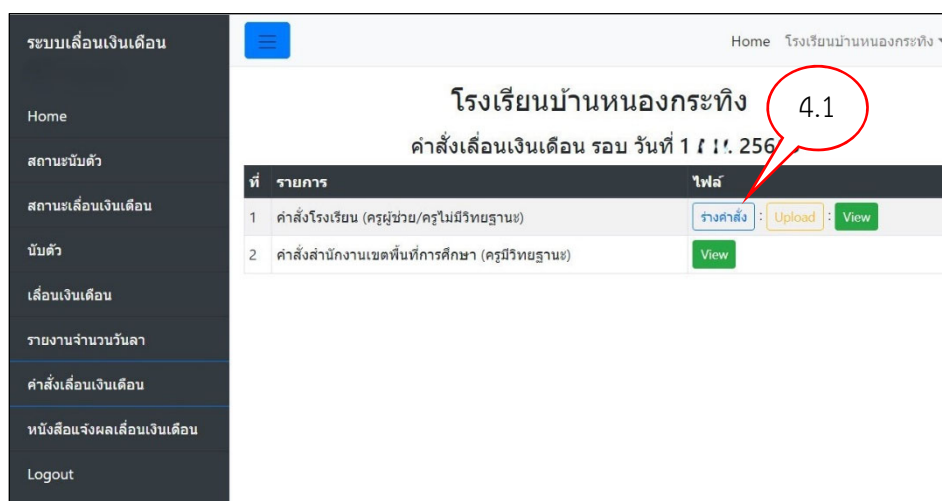 ระบบเลื่อนเงินเดือน
Home โรงเรียนบ้านหนองกระทิง
Home
สถานะนับตัว
สถานะเลื่อนเงินเดือน
นับตัว
เลื่อนเงินเดือน
รายงานจำนวนวันลา
คำสั่งเลื่อนเงินเดือน
หนังสือแจ้งผลเลื่อนเงินเดือน
Logout
โรงเรียนบ้านหนองกระทิง
4.1
คำสั่งเลื่อนเงินเดือน รอบ วันที่ 1 256
ที่ รายการ ไฟล์
1 คำสั่งโรงเรียน (ครูผู้ช่วย/ครูไม่มีวิทยฐานะ) ร่างคำสั่ง : Upload : View
2 คำสั่งสำนักงานเขตพื้นที่การศึกษา (ครูมีวิทยฐานะ) View